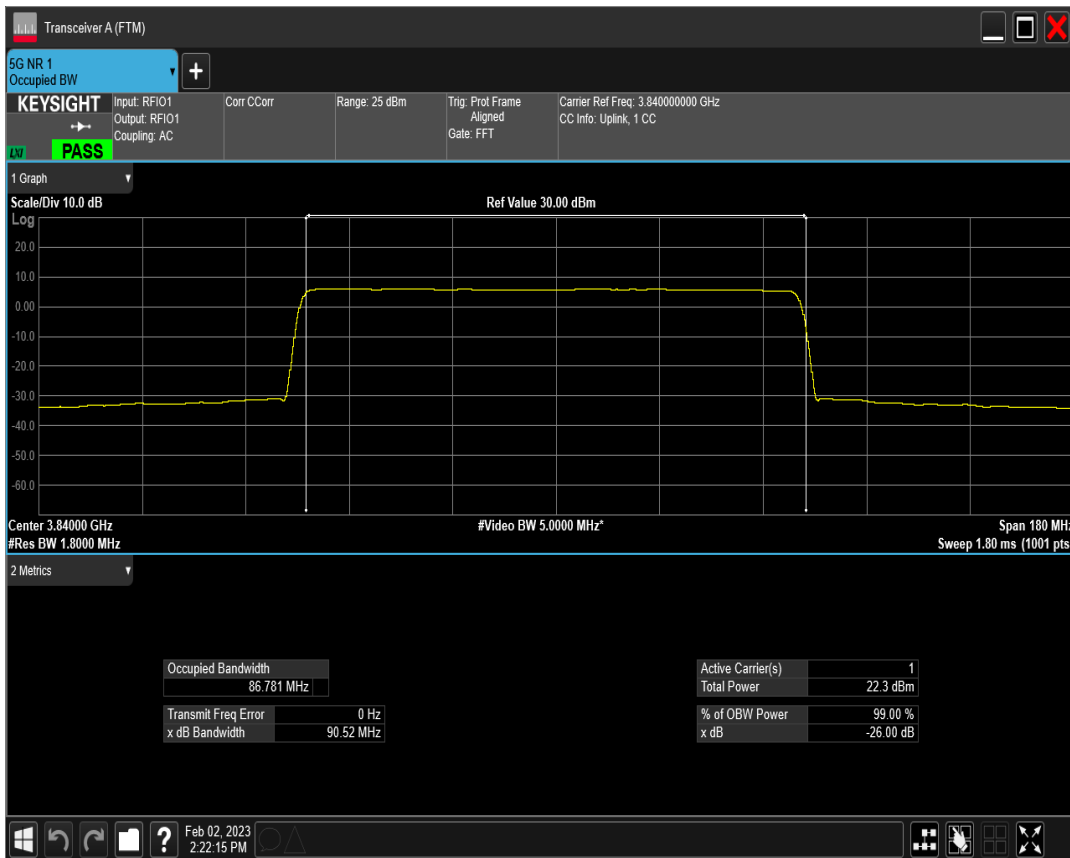 Transceiver A (FTM)
5G NR 1
Occupied BW
+
KEYSIGHT
LXI
PASS
Input: RFIO1
Output: RFIO1
Coupling: AC
Corr CCorr
Range: 25 dBm
Trig: Prot Frame
Aligned
Gate: FFT
Carrier Ref Freq: 3.840000000 GHz
CC Info: Uplink, 1 CC
1 Graph
Scale/Div 10.0 dB
Ref Value 30.00 dBm
Log
20.0
10.0
0.00
-10.0
-20.0
-30.0
-40.0
-50.0
-60.0
Center 3.84000 GHz
#Video BW 5.0000 MHz*
Span 180 MHz
#Res BW 1.8000 MHz
Sweep 1.80 ms (1001 pts
2 Metrics
Occupied Bandwidth
86.781 MHz
Transmit Freq Error 0 Hz
x dB Bandwidth 90.52 MHz
Active Carrier(s) 1
Total Power 22.3 dBm
% of OBW Power 99.00 %
x dB -26.00 dB
?
Feb 02, 2023
2:22:15 PM